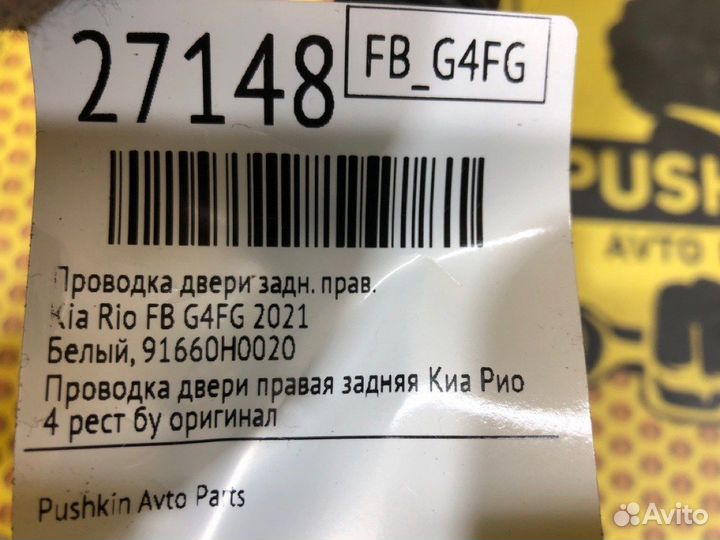 27148
FB_G4FG
Проводка двери задн. прав.
Kia Rio FB G4FG 2021
Белый, 91660H0020
Проводка двери правая задняя Киа Рио
4 рест бу оригинал
Pushkin Avto Parts
PUSH
AVTO
Avito